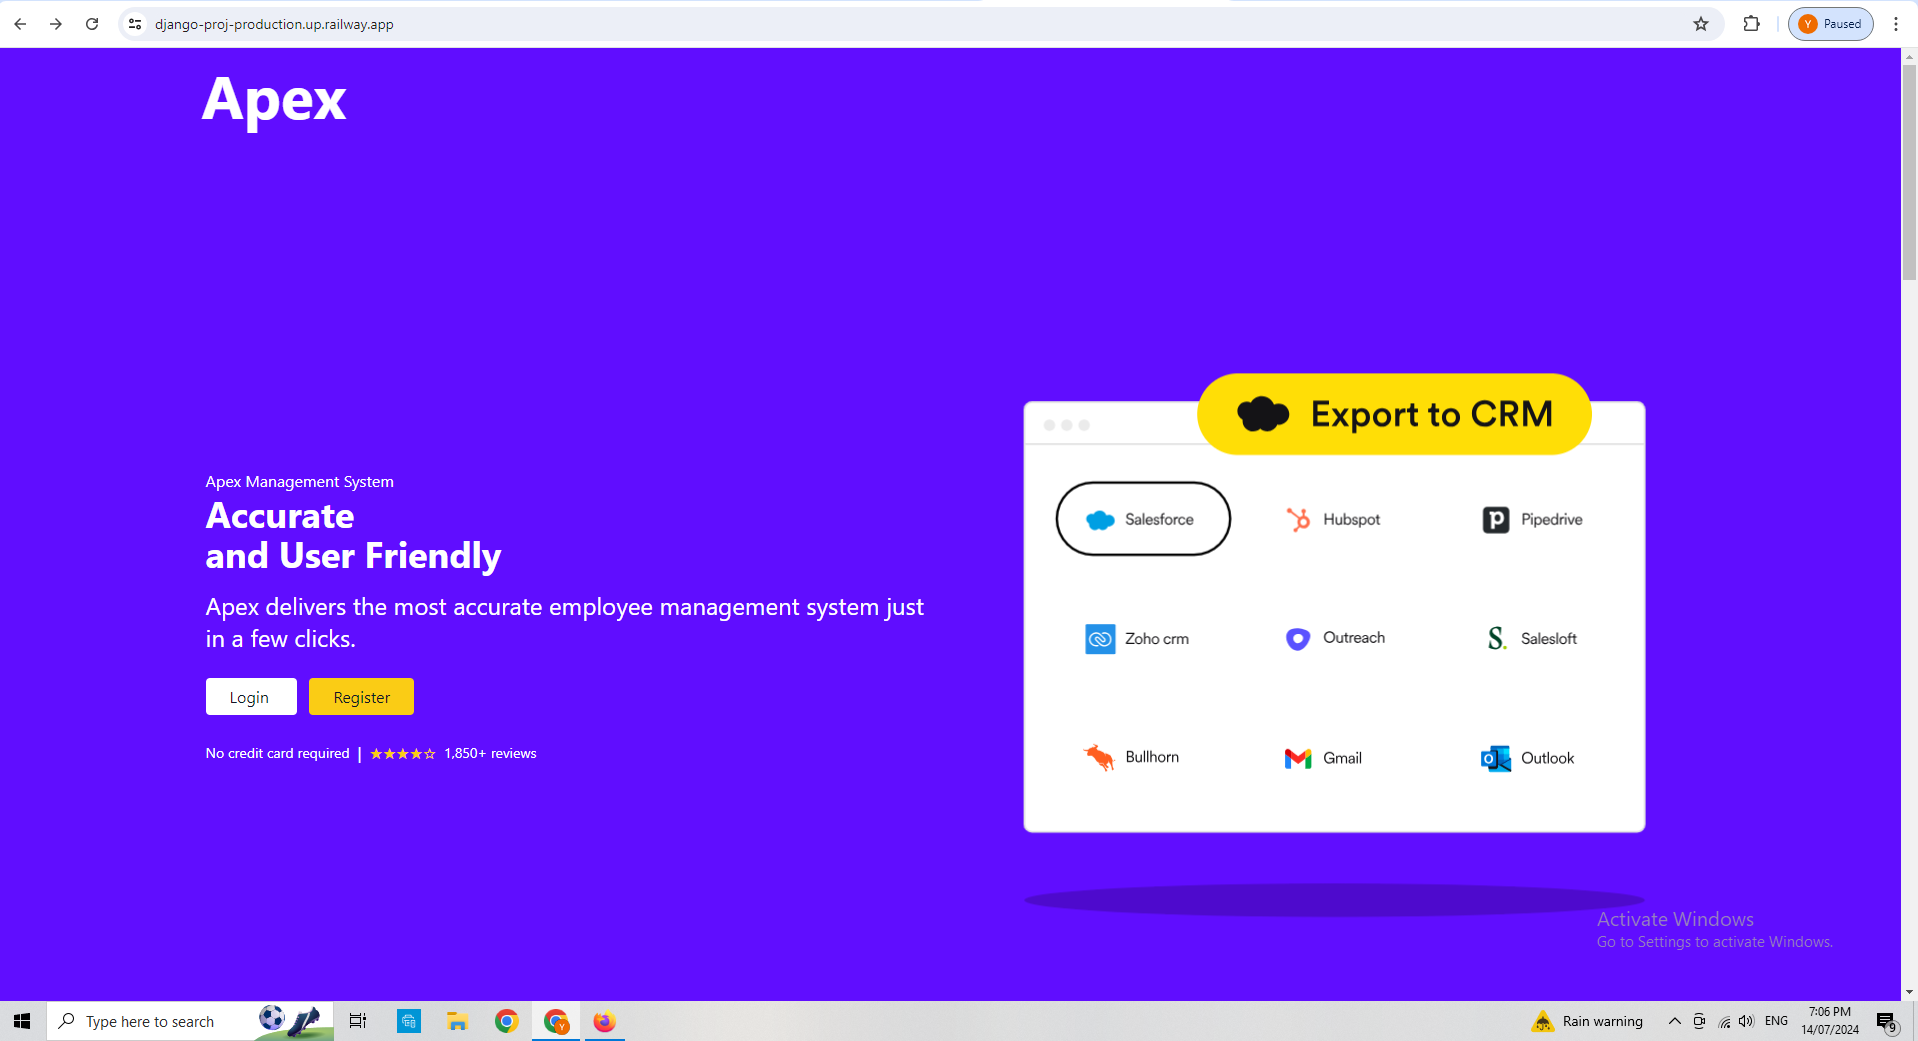 django-proj-production.up.railway.app
Y Paused
Apex
Export to CRM
Salesforce
Hubspot
Pipedrive
Apex Management System
Accurate
and User Friendly
Apex delivers the most accurate employee management system just
in a few clicks.
Zoho crm
Outreach
Salesloft
Login
Register
No credit card required | ★★★★☆ 1,850+ reviews
Bullhorn
Gmail
Outlook
Activate Windows
Go to Settings to activate Windows.
Type here to search
Rain warning
ENG
7:06 PM
14/07/2024
9